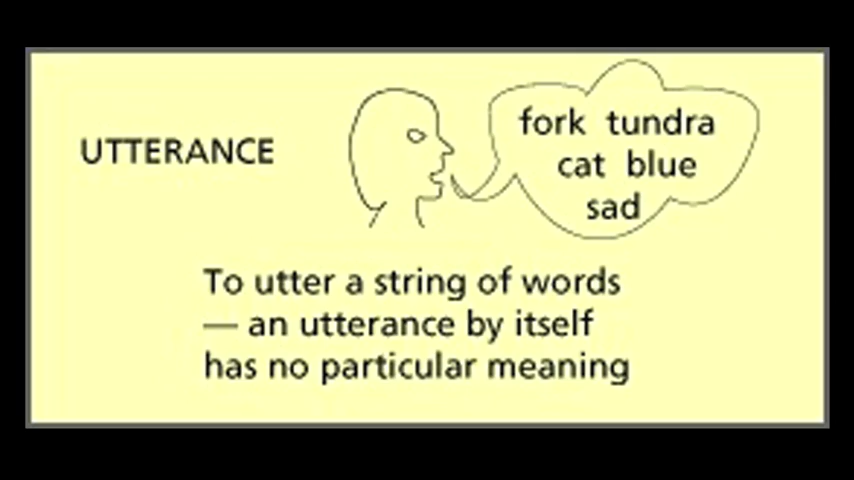 UTTERANCE
fork tundra
cat blue
sad
To utter a string of words
— an utterance by itself
has no particular meaning